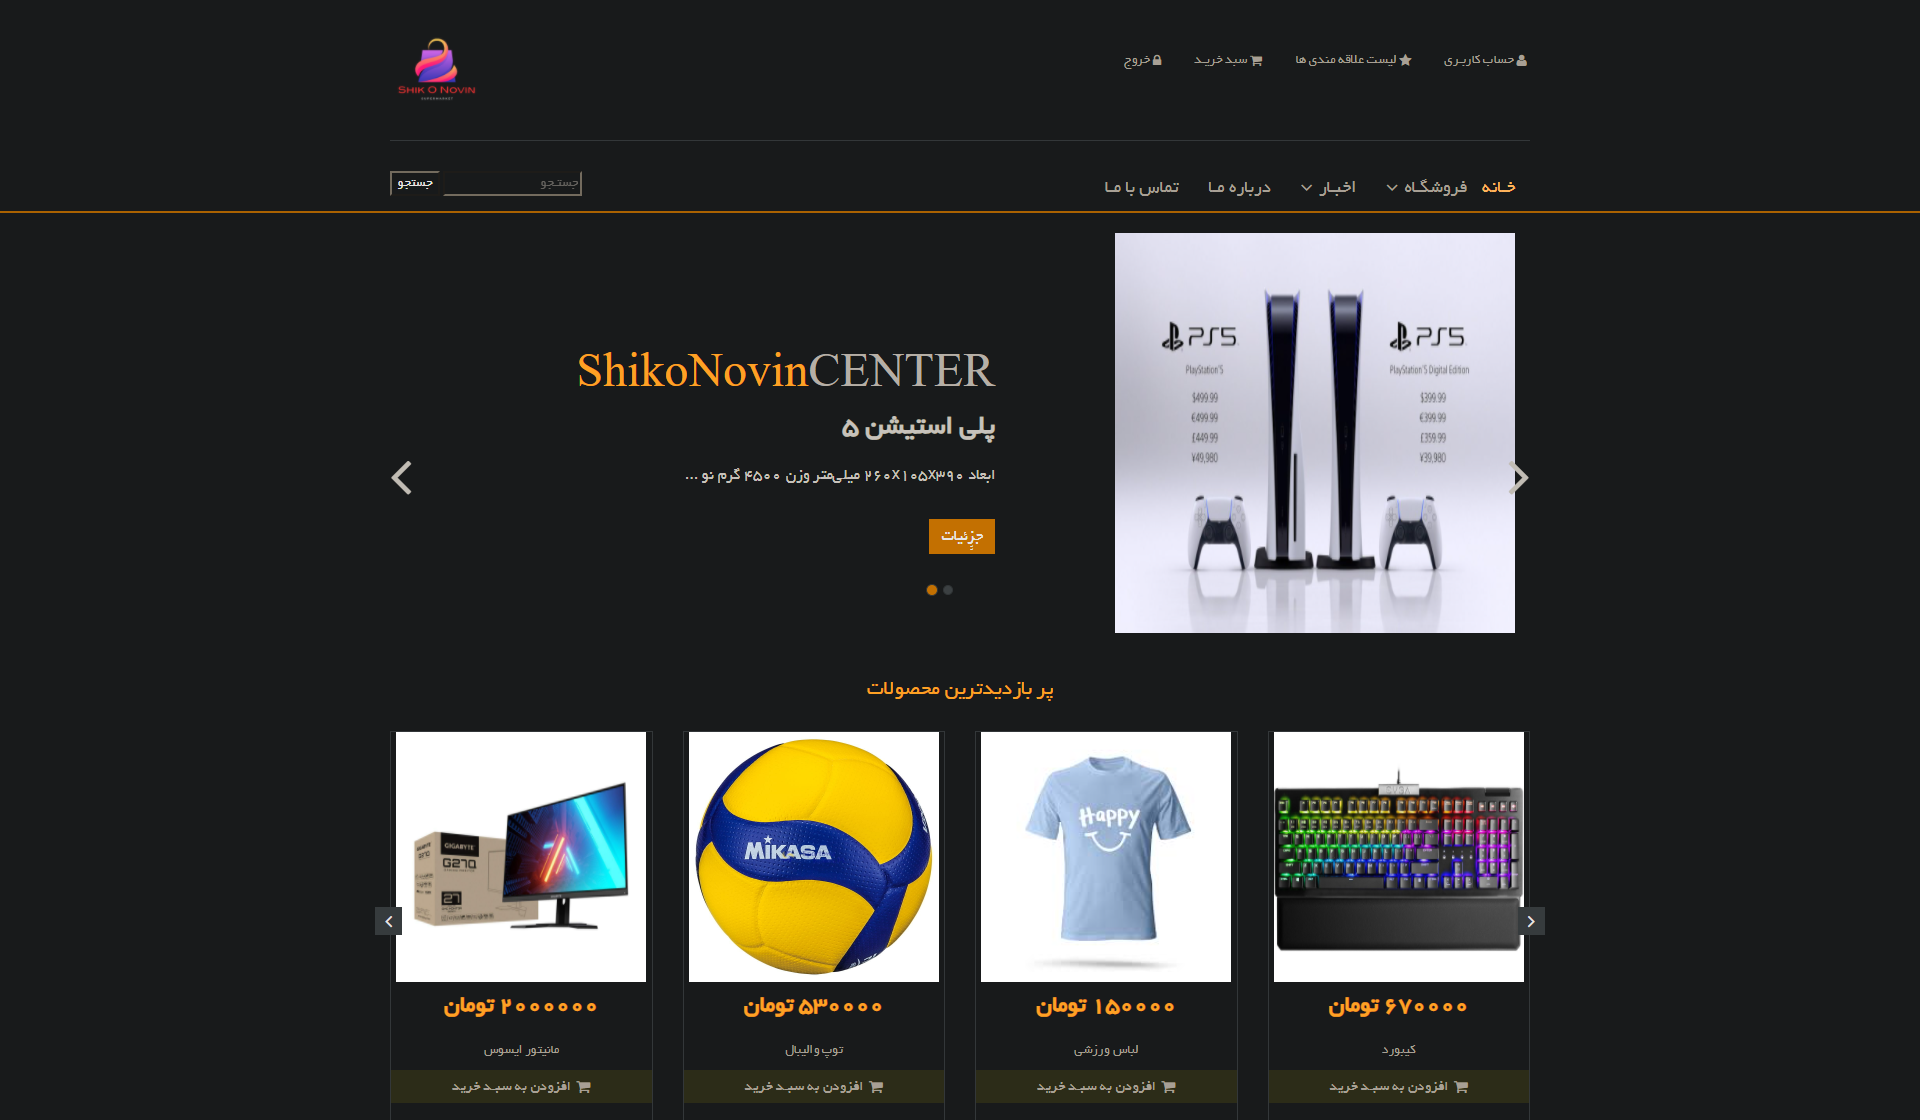 SHIK O NOVIN
SUPERMARKET
حساب کاربری
لیست علاقه مندی ها
سبد خرید
خروج
خانه
فروشگاه
اخبار
درباره ما
تماس با ما
جستجو
جستجو
PS5
PS5
PlayStation'5
PlayStation'5 Digital Edition
$499.99
$399.99
€499.99
€399.99
£449.99
£359.99
¥49,980
¥39,980
ShikoNovinCENTER
پلی استیشن ۵
ابعاد ۲۶۰x۱۰۵x۳۹۰ میلی‌متر وزن ۴۵۰۰ گرم نو ...
جزئیات
پر بازدیدترین محصولات
EVGA
۶۷۰۰۰۰ تومان
کیبورد
افزودن به سبد خرید
Happy
۱۵۰۰۰۰ تومان
لباس ورزشی
افزودن به سبد خرید
MIKASA
۵۳۰۰۰۰ تومان
توپ والیبال
افزودن به سبد خرید
GIGABYTE
G27Q
27
۲۰۰۰۰۰۰ تومان
مانیتور ایسوس
افزودن به سبد خرید